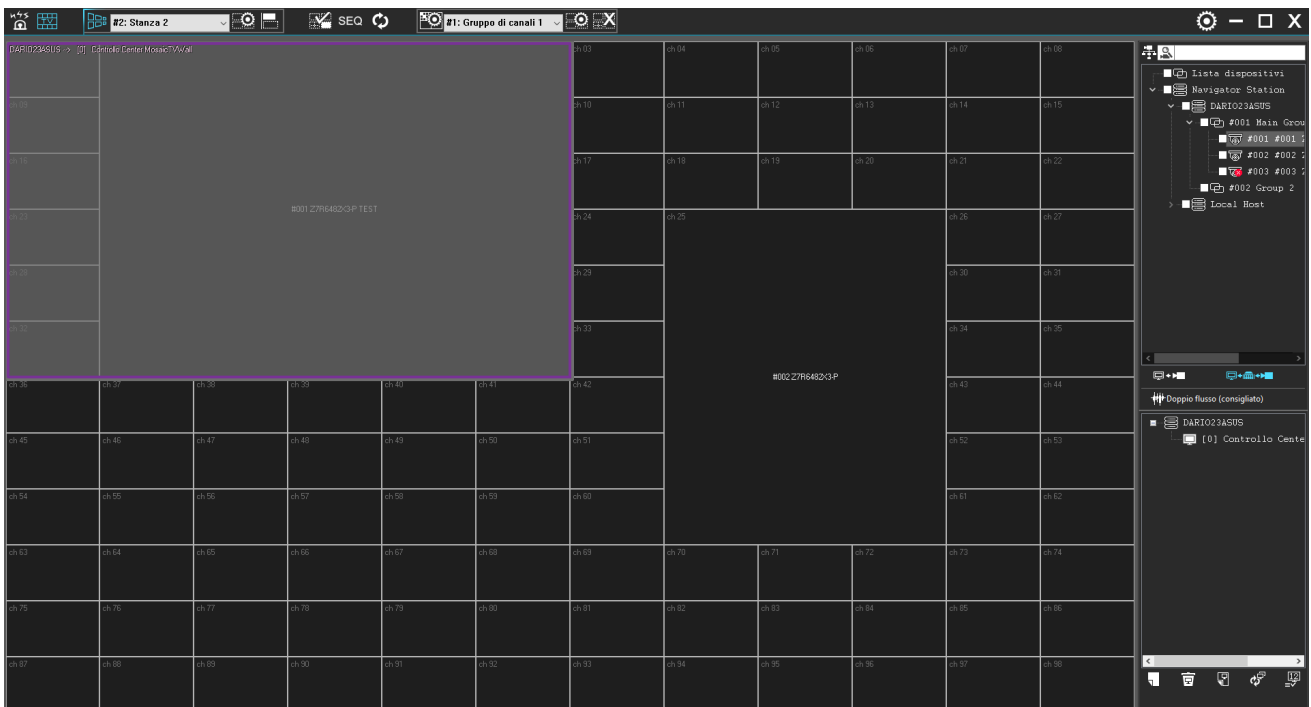 #2: Stanza 2
SEQ
#1: Gruppo di canali 1
X
X
DARIO23ASUS -> [0] Controllo Center MosaicTVWall
ch 03
ch 04
ch 05
ch 06
ch 07
ch 08
ch 09
ch 10
ch 11
ch 12
ch 13
ch 14
ch 15
ch 16
ch 17
ch 18
ch 19
ch 20
ch 21
ch 22
#001 Z7R6482X3-P TEST
ch 23
ch 24
ch 25
ch 26
ch 27
ch 28
ch 29
ch 30
ch 31
ch 32
ch 33
ch 34
ch 35
#002 Z7R6482X3-P
ch 36
ch 37
ch 38
ch 39
ch 40
ch 41
ch 42
ch 43
ch 44
ch 45
ch 46
ch 47
ch 48
ch 49
ch 50
ch 51
ch 52
ch 53
ch 54
ch 55
ch 56
ch 57
ch 58
ch 59
ch 60
ch 61
ch 62
ch 63
ch 64
ch 65
ch 66
ch 67
ch 68
ch 69
ch 70
ch 71
ch 72
ch 73
ch 74
ch 75
ch 76
ch 77
ch 78
ch 79
ch 80
ch 81
ch 82
ch 83
ch 84
ch 85
ch 86
ch 87
ch 88
ch 89
ch 90
ch 91
ch 92
ch 93
ch 94
ch 95
ch 96
ch 97
ch 98
Lista dispositivi
Navigator Station
DARIO23ASUS
#001 Main Grou
#001 #001
#002 #002
#003 #003
#002 Group 2
Local Host
Doppio flusso (consigliato)
DARIO23ASUS
[0] Controllo Cente
12